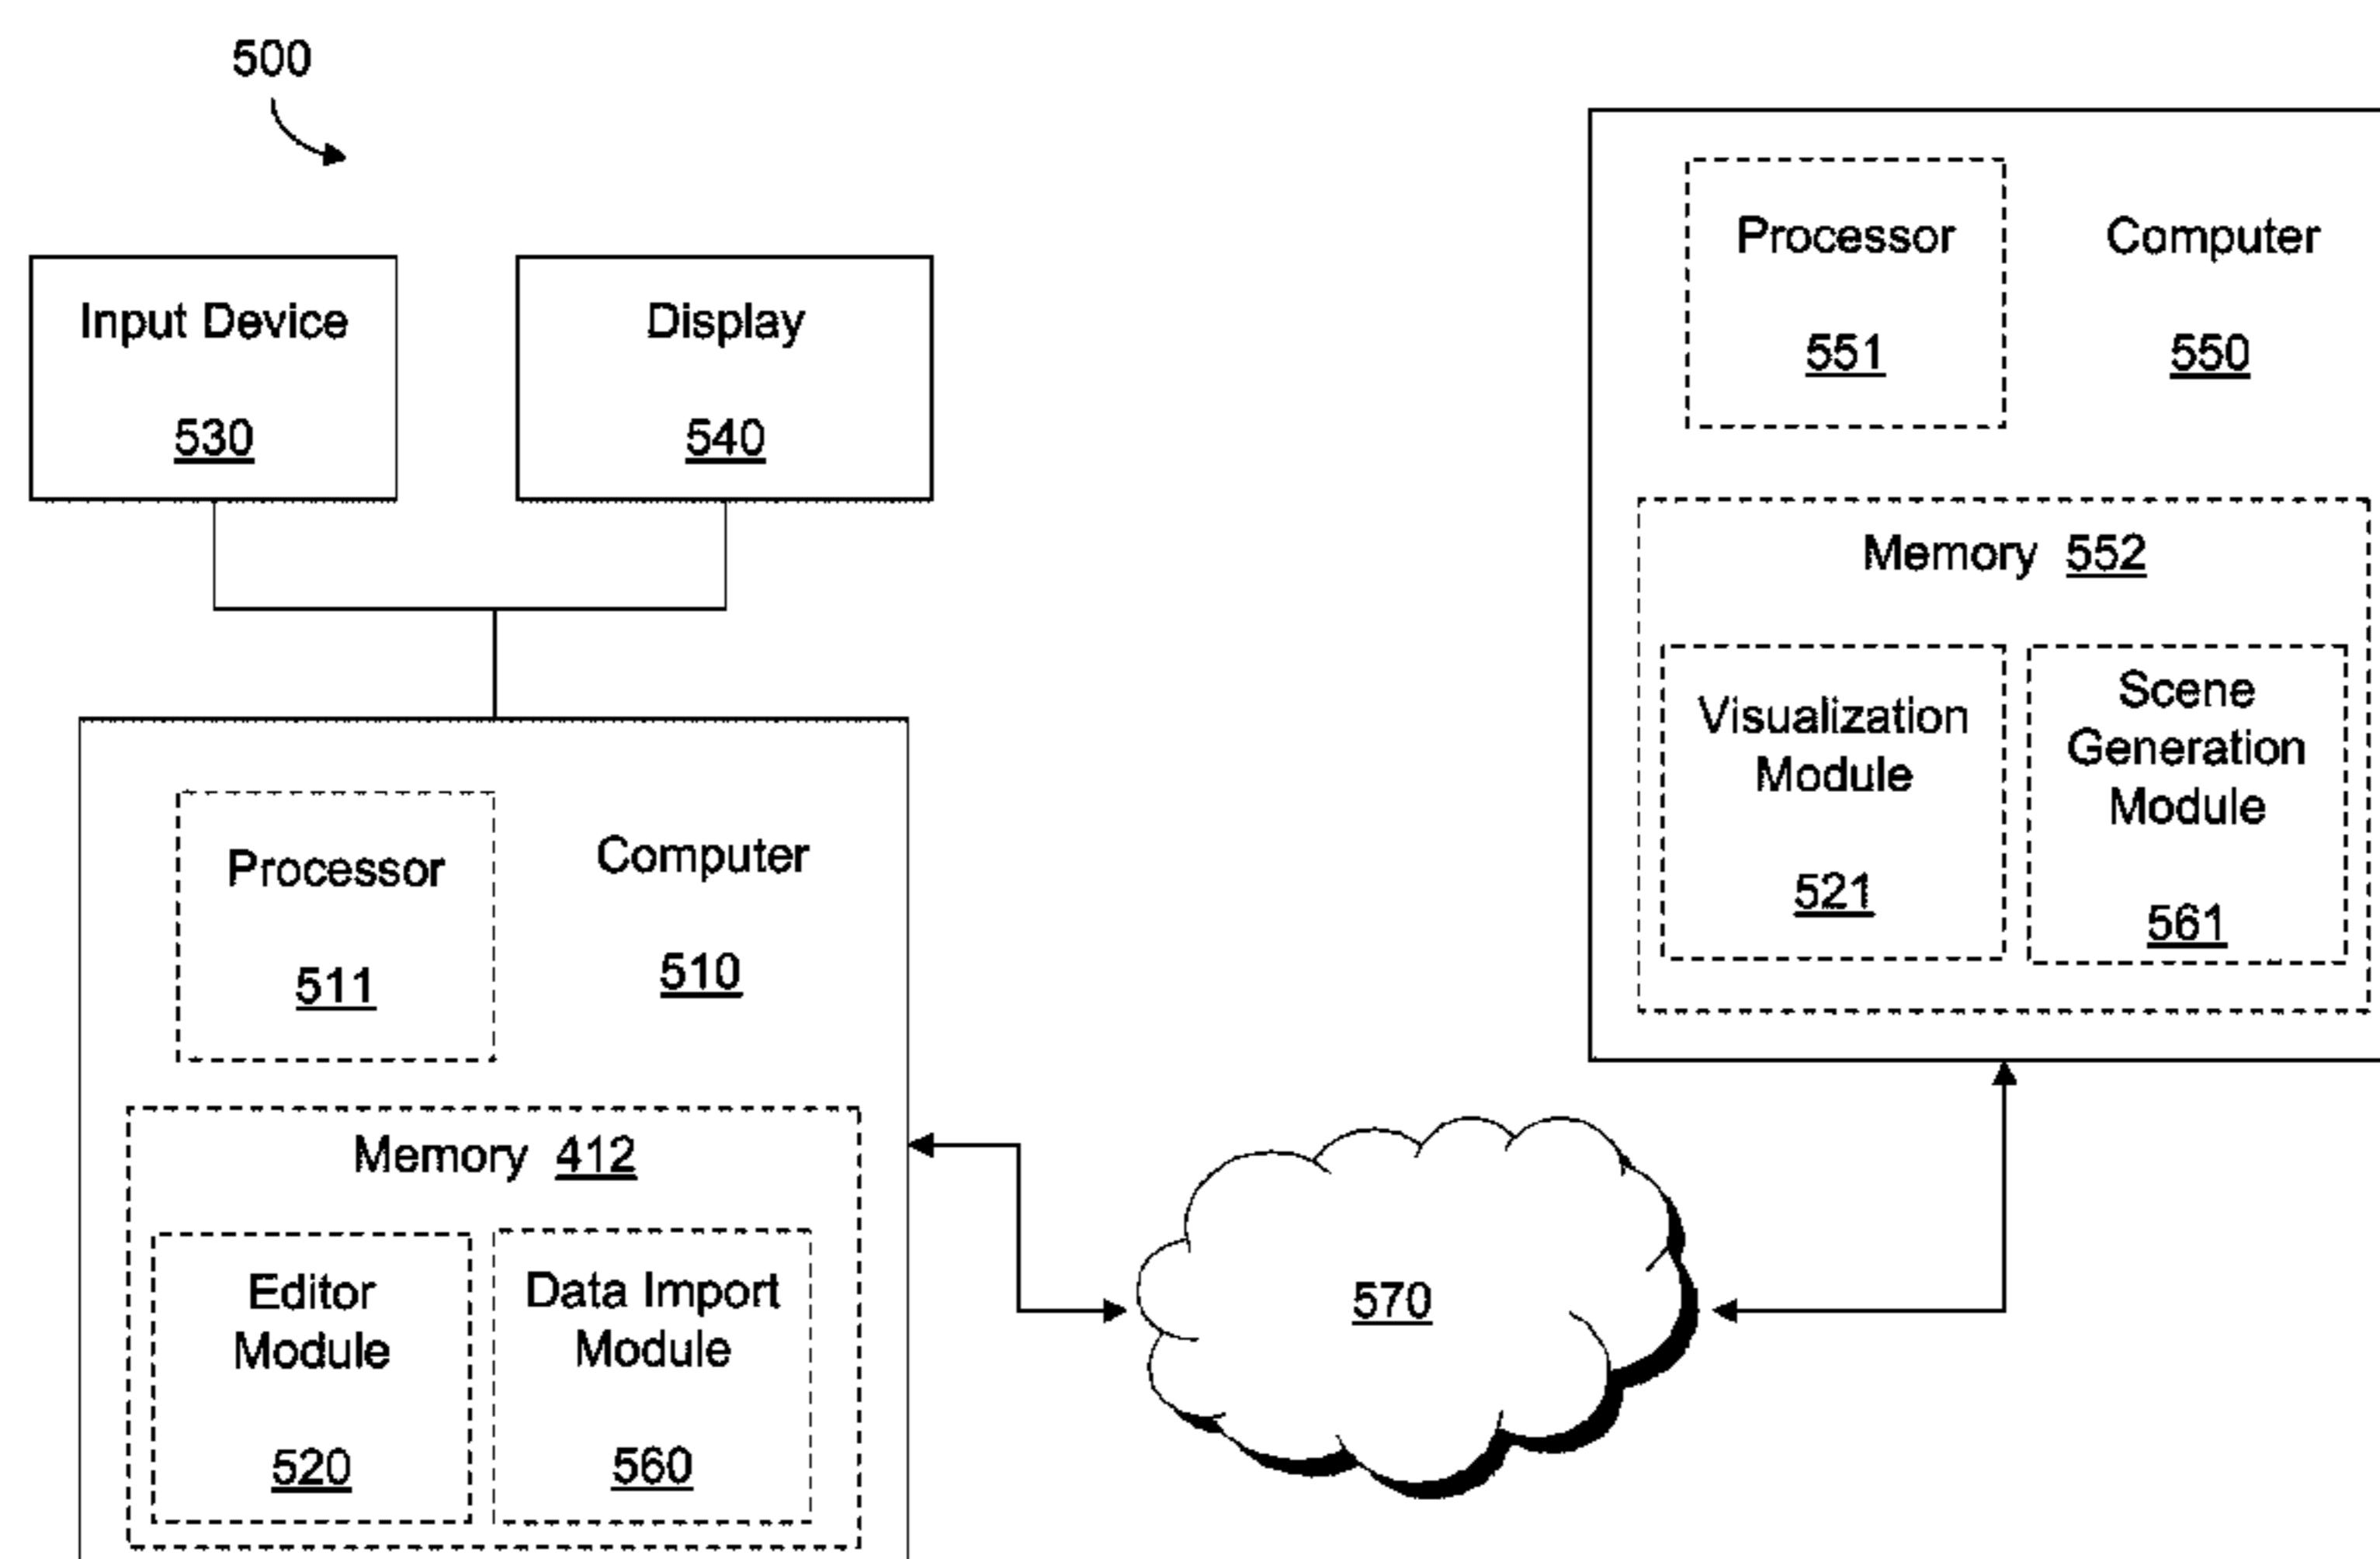 500
Input Device
530
Display
540
Processor
511
Computer
510
Memory 412
Editor
Module
520
Data Import
Module
560
570
Processor
551
Computer
550
Memory 552
Visualization
Module
521
Scene
Generation
Module
561